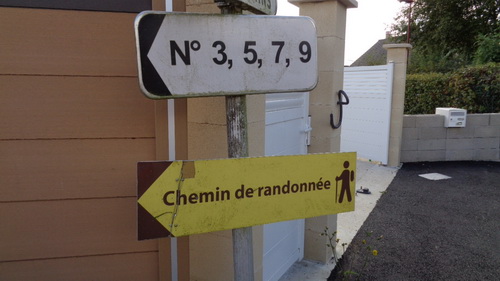 N° 3, 5, 7, 9
Chemin de randonnée